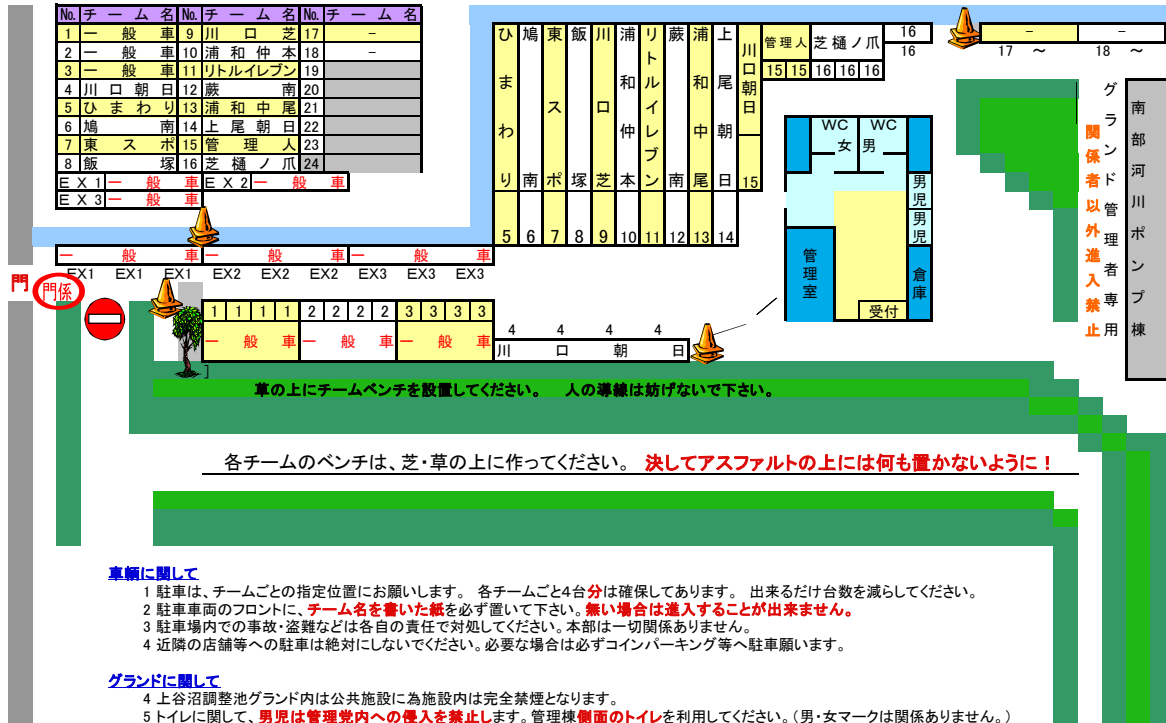 No. チーム名 No. チーム名 No. チーム名
1 一般車 9 川口芝 17 -
2 一般車 10 浦和仲本 18 -
3 一般車 11 リトルイレブン 19
4 川口朝日 12 蕨南 20
5 ひまわり 13 浦和中尾 21
6 鳩南 14 上尾朝日 22
7 東スポ 15 管理人 23
8 飯塚 16 芝樋ノ爪 24
EX1 一般車 EX2 一般車
EX3 一般車
ひまわり 鳩南 東スポ 飯塚 川口芝 浦和仲本 リトルイレブン 蕨南 浦和中尾 上尾朝日 川口朝日 管理人 芝樋ノ爪 16 - -
16 17 ~ 18 ~
15 15 16 16 16
15
5 6 7 8 9 10 11 12 13 14
WC WC
女 男
男児
男児
管理室
倉庫
受付
グランド管理者専用
関係者以外進入禁止
南部河川ポンプ棟
一般車 一般車 一般車
EX1 EX1 EX1 EX2 EX2 EX2 EX3 EX3 EX3
門
門係
1 1 1 1 2 2 2 2 3 3 3 3 4 4 4 4
一般車 一般車 一般車 川口朝日
]
草の上にチームベンチを設置してください。 人の導線は妨げないで下さい。
各チームのベンチは、芝・草の上に作ってください。 決してアスファルトの上には何も置かないように！
車輌に関して
1 駐車は、チームごとの指定位置にお願いします。 各チームごと4台分は確保してあります。 出来るだけ台数を減らしてください。
2 駐車車両のフロントに、チーム名を書いた紙を必ず置いて下さい。無い場合は進入することが出来ません。
3 駐車場内での事故・盗難などは各自の責任で対処してください。本部は一切関係ありません。
4 近隣の店舗等への駐車は絶対にしないでください。必要な場合は必ずコインパーキング等へ駐車願います。
グランドに関して
4 上谷沼調整池グランド内は公共施設に為施設内は完全禁煙となります。
5 トイレに関して、男児は管理党内への侵入を禁止します。管理棟側面のトイレを利用してください。(男・女マークは関係ありません。)